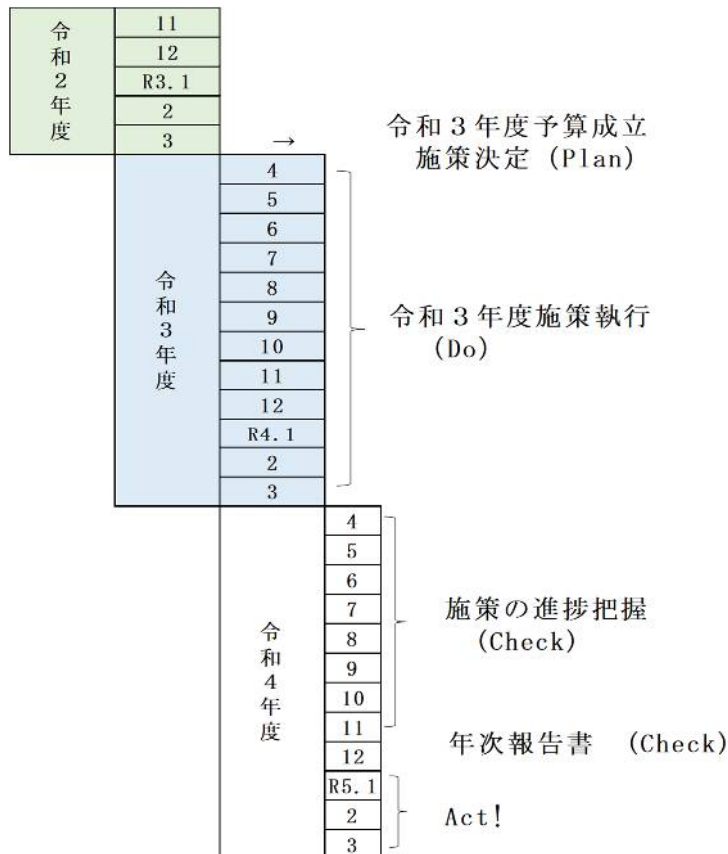 令和2年度
11
12
R3.1
2
3
→
令和３年度予算成立
施策決定 (Plan)
令和3年度
4
5
6
7
8
9
10
11
12
R4.1
2
3
令和３年度施策執行
(Do)
令和4年度
4
5
6
7
8
9
10
11
12
R5.1
2
3
施策の進捗把握
(Check)
年次報告書 (Check)
Act!